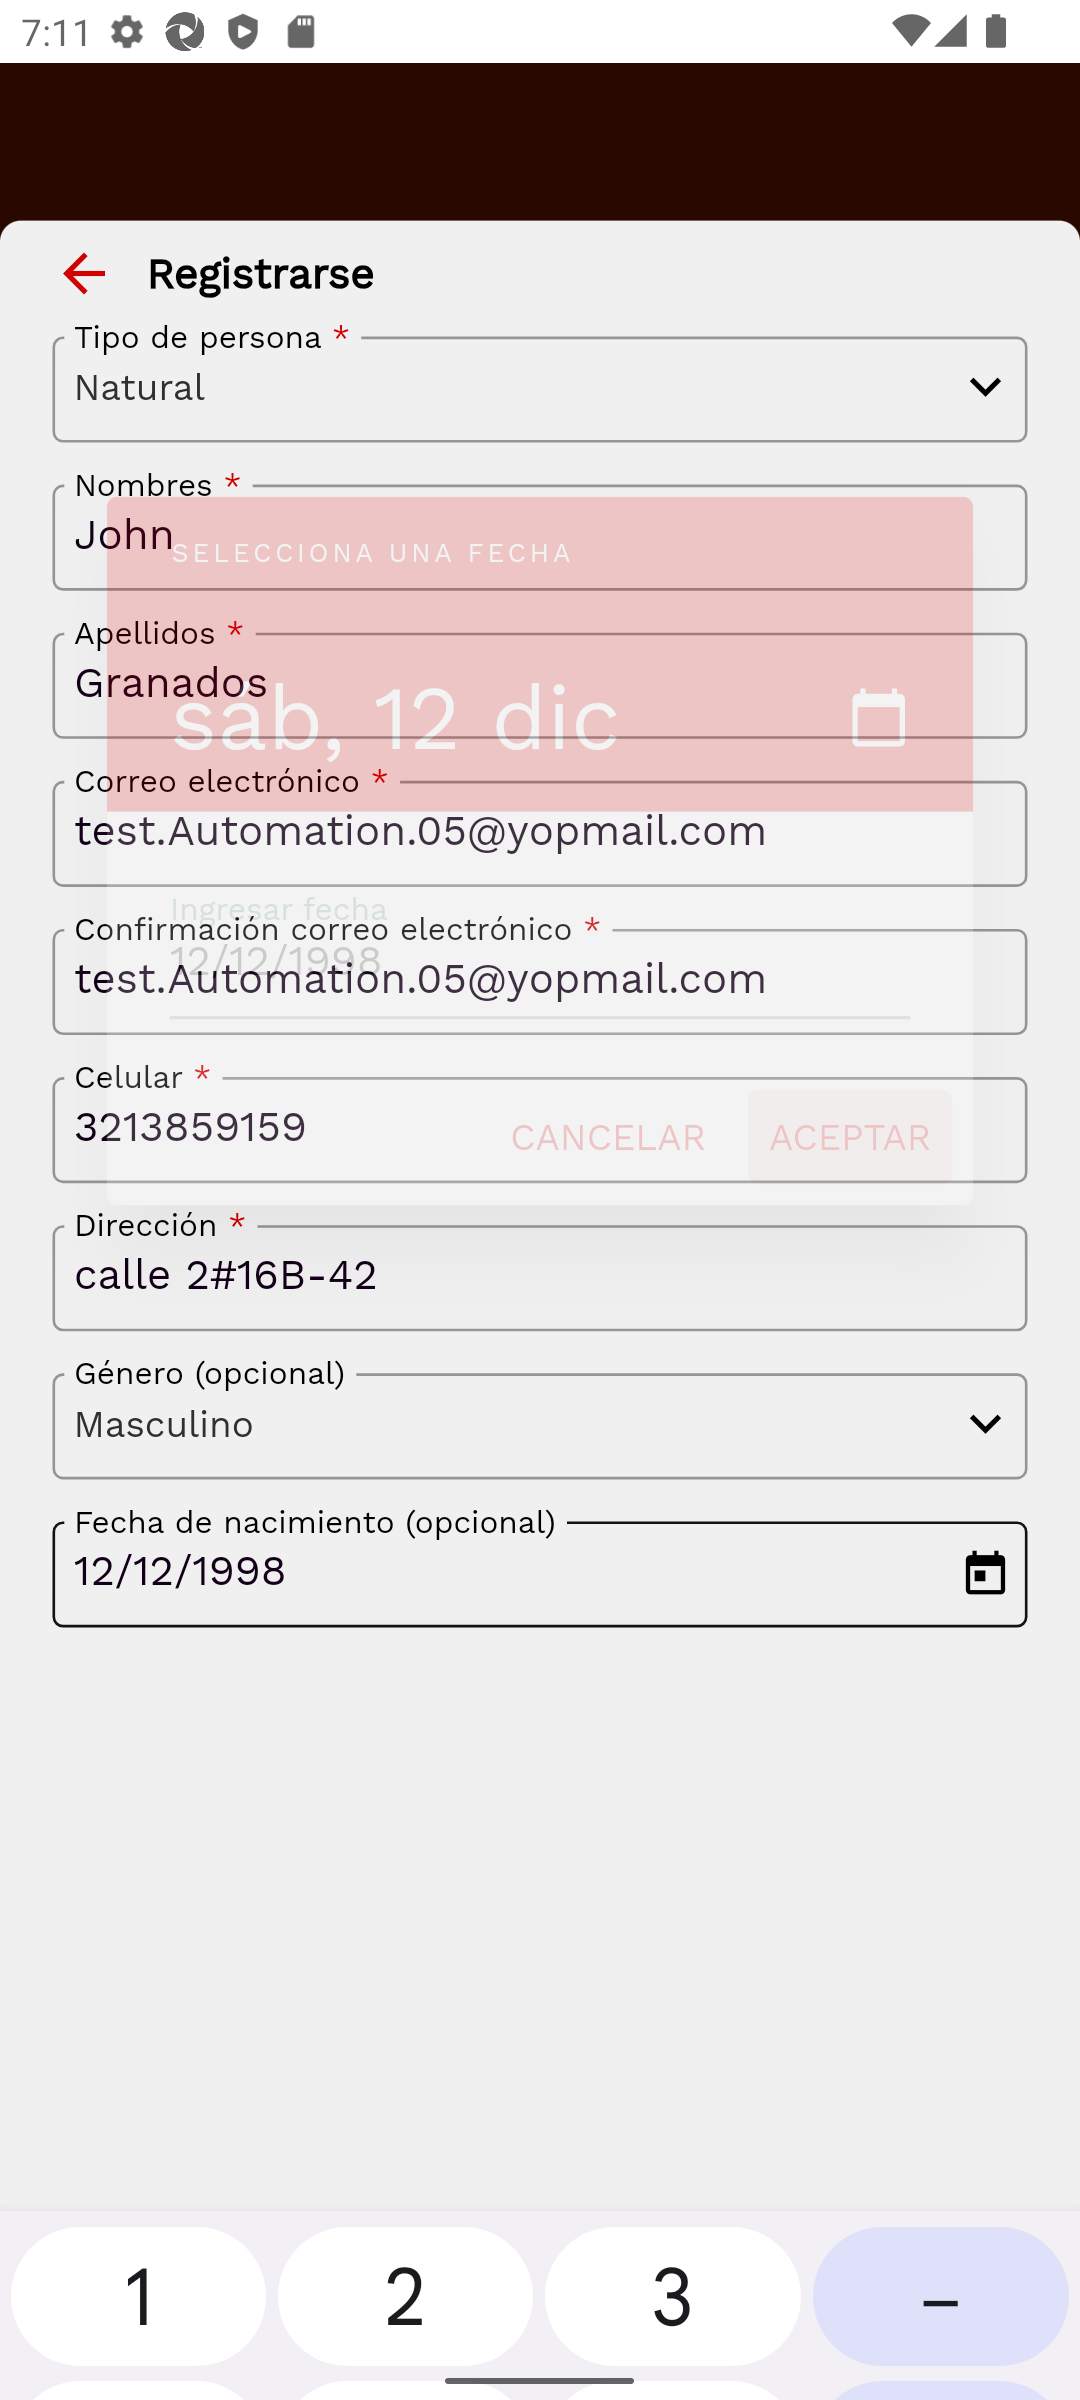 7:11
Registrarse
Tipo de persona *
Natural
Nombres *
John
SELECCIONA UNA FECHA
Apellidos *
Granados
sáb, 12 dic
Correo electrónico *
test.Automation.05@yopmail.com
Ingresar fecha
Confirmación correo electrónico *
12/12/1998
test.Automation.05@yopmail.com
Celular *
3213859159
CANCELAR ACEPTAR
Dirección *
calle 2#16B-42
Género (opcional)
Masculino
Fecha de nacimiento (opcional)
12/12/1998
1 2 3 –